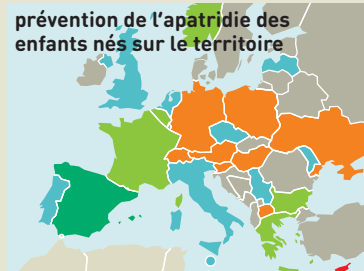 prévention de l’apatridie des
enfants nés sur le territoire